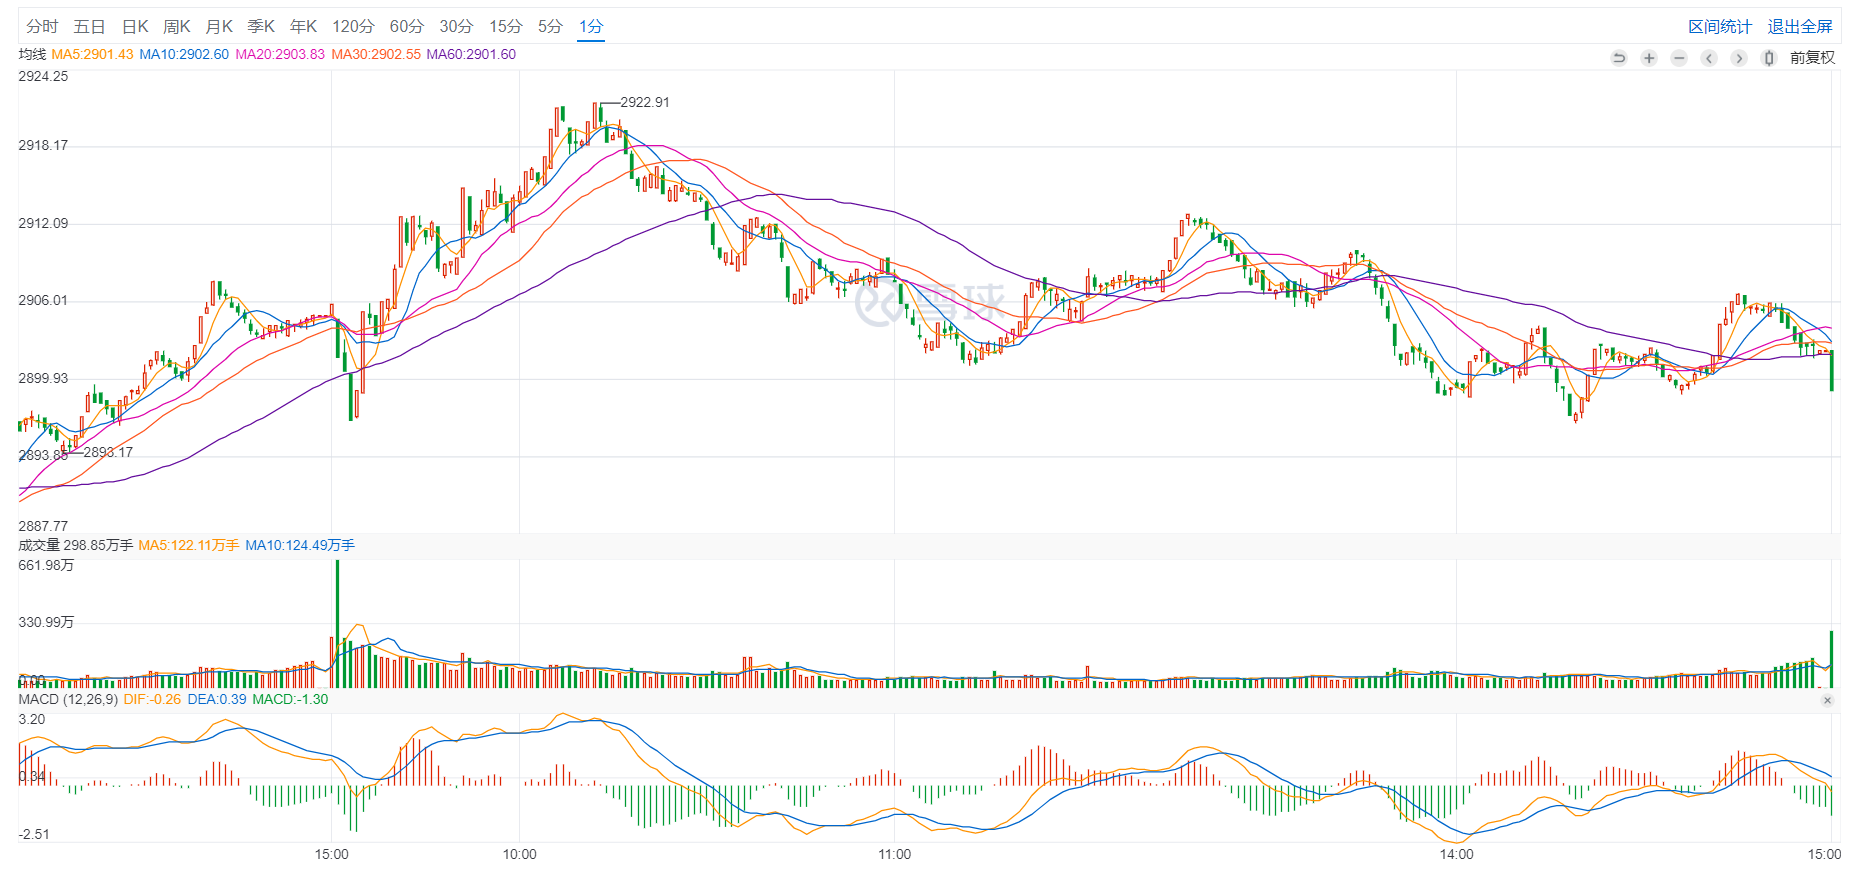 分时 五日 日K 周K 月K 季K 年K 120分 60分 30分 15分 5分 1分 区间统计 退出全屏
均线 MA5:2901.43 MA10:2902.60 MA20:2903.83 MA30:2902.55 MA60:2901.60 前复权
2924.25
2922.91
2918.17
2912.09
2906.01
雪球
2899.93
2893.85 2893.17
2887.77
成交量 298.85万手 MA5:122.11万手 MA10:124.49万手
661.98万
330.99万
0.00
MACD (12,26,9) DIF:-0.26 DEA:0.39 MACD:-1.30
3.20
0.34
-2.51
15:00 10:00 11:00 14:00 15:00